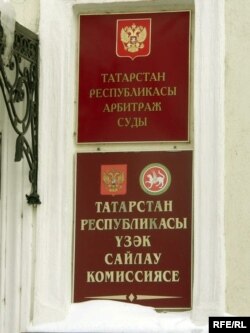 ТАТАРСТАН
РЕСПУБЛИКАСЫ
АРБИТРАЖ
СУДЫ
ТАТАРСТАН
РЕСПУБЛИКАСЫ
ҮЗӘК
САЙЛАУ
КОМИССИЯСЕ
RFE/RL